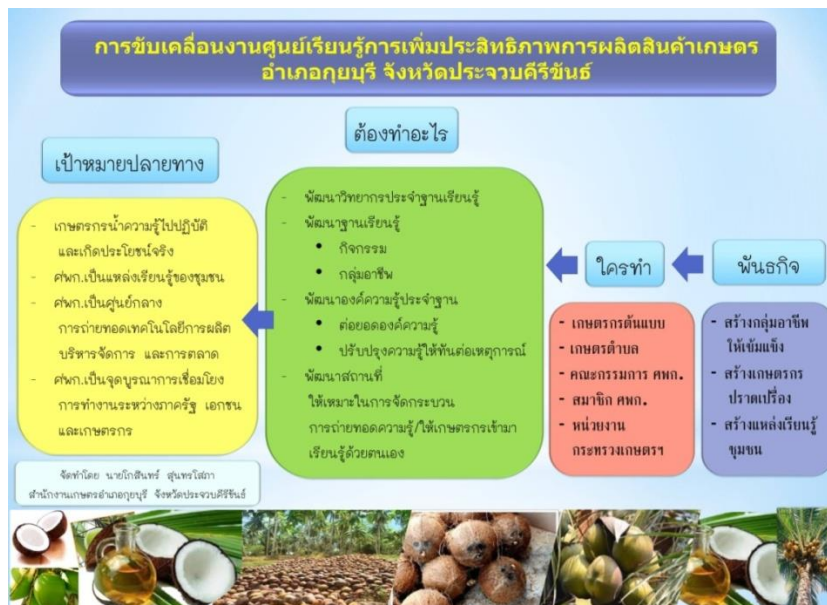 การขับเคลื่อนงานศูนย์เรียนรู้การเพิ่มประสิทธิภาพการผลิตสินค้าเกษตร
อำเภอกุยบุรี จังหวัดประจวบคีรีขันธ์
เป้าหมายปลายทาง
- เกษตรกรนำความรู้ไปปฏิบัติ
และเกิดประโยชน์จริง
- ศพก.เป็นแหล่งเรียนรู้ของชุมชน
- ศพก.เป็นศูนย์กลาง
การถ่ายทอดเทคโนโลยีการผลิต
บริหารจัดการ และการตลาด
- ศพก.เป็นจุดบูรณาการเชื่อมโยง
การทำงานระหว่างภาครัฐ เอกชน
และเกษตรกร
ต้องทำอะไร
- พัฒนาวิทยากรประจำฐานเรียนรู้
- พัฒนาฐานเรียนรู้
• กิจกรรม
• กลุ่มอาชีพ
- พัฒนาองค์ความรู้ประจำฐาน
• ต่อยอดองค์ความรู้
• ปรับปรุงความรู้ให้ทันต่อเหตุการณ์
- พัฒนาสถานที่
ให้เหมาะในการจัดกระบวน
การถ่ายทอดความรู้/ให้เกษตรกรเข้ามา
เรียนรู้ด้วยตนเอง
ใครทำ
- เกษตรกรต้นแบบ
- เกษตรตำบล
- คณะกรรมการ ศพก.
- สมาชิก ศพก.
- หน่วยงาน
กระทรวงเกษตรฯ
พันธกิจ
- สร้างกลุ่มอาชีพ
ให้เข้มแข็ง
- สร้างเกษตรกร
ปราดเปรื่อง
- สร้างแหล่งเรียนรู้
ชุมชน
จัดทำโดย นายโกสินทร์ สุนทรโสภา
สำนักงานเกษตรอำเภอกุยบุรี จังหวัดประจวบคีรีขันธ์